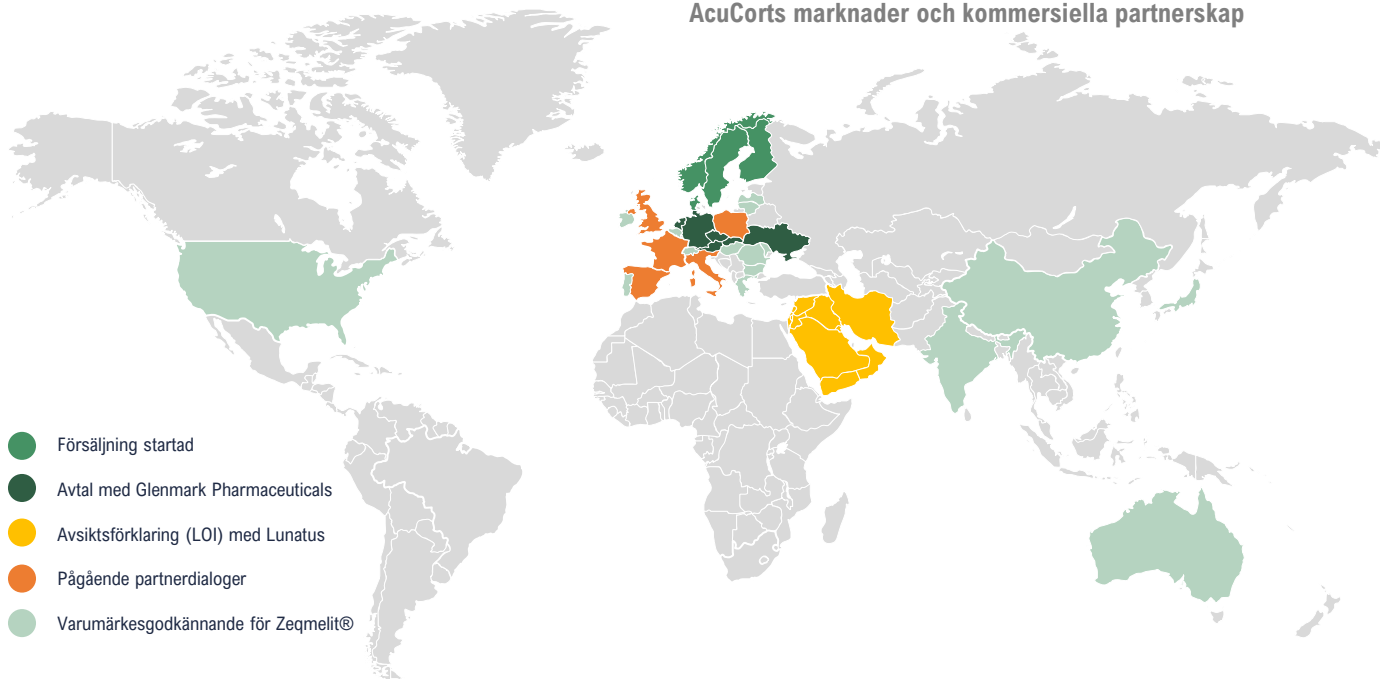 AcuCorts marknader och kommersiella partnerskap
Försäljning startad
Avtal med Glenmark Pharmaceuticals
Avsiktsförklaring (LOI) med Lunatus
Pågående partnerdialoger
Varumärkesgodkännande för Zeqmelit®